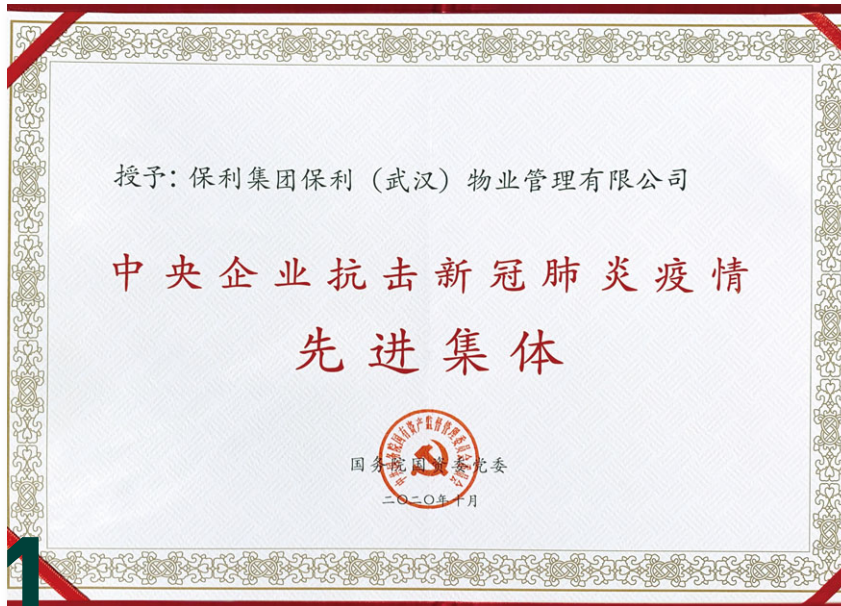 授予：保利集团保利（武汉）物业管理有限公司
中央企业抗击新冠肺炎疫情
先进集体
国务院国资委党委
二〇二〇年十月
1